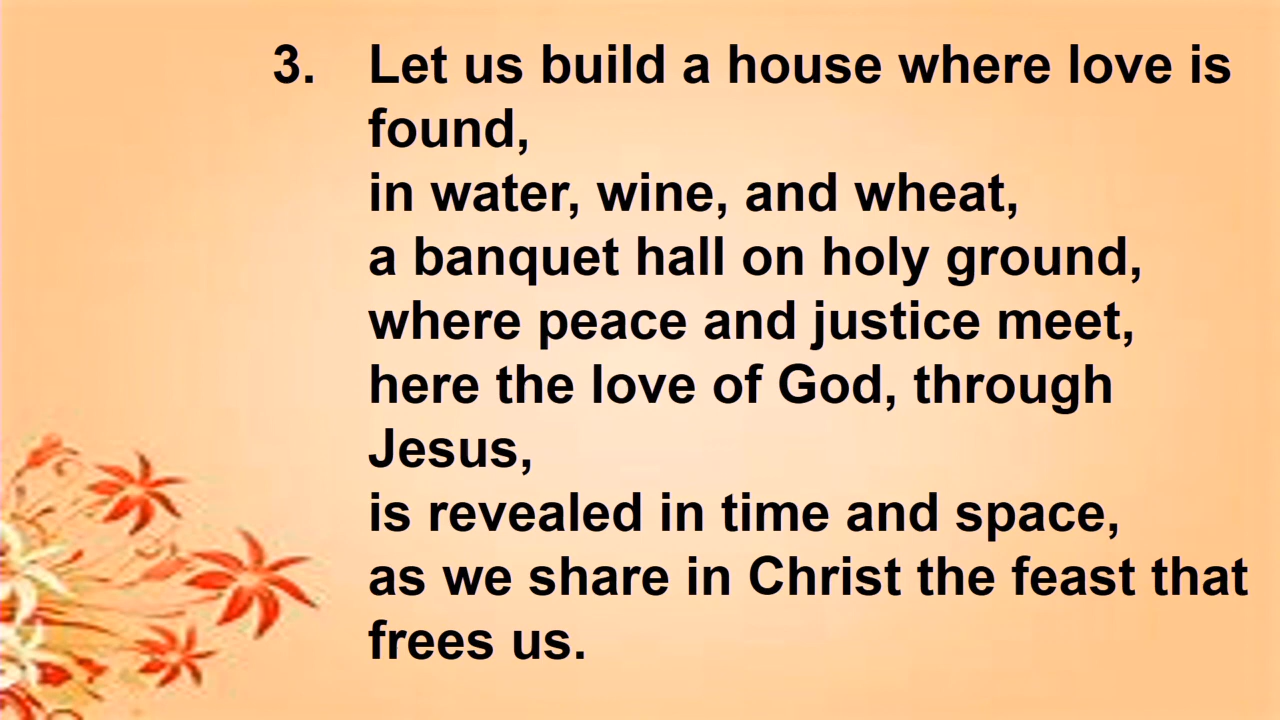 3. Let us build a house where love is
found,
in water, wine, and wheat,
a banquet hall on holy ground,
where peace and justice meet,
here the love of God, through
Jesus,
is revealed in time and space,
as we share in Christ the feast that
frees us.